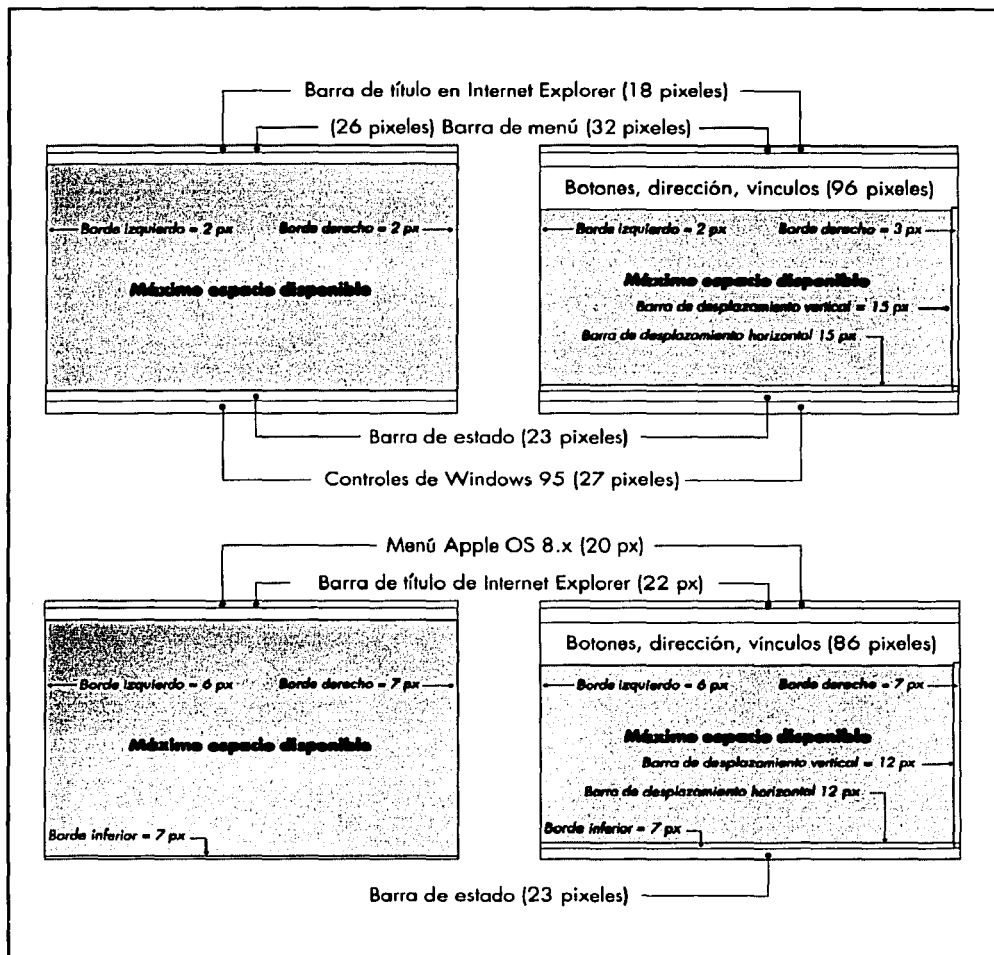 Barra de título en Internet Explorer (18 pixeles)
(26 pixeles) Barra de menú (32 pixeles)
Botones, dirección, vínculos (96 pixeles)
Borde izquierdo = 2 px
Borde derecho = 2 px
Borde izquierdo = 2 px
Borde derecho = 3 px
Máximo espacio disponible
Máximo espacio disponible
Barra de desplazamiento vertical = 15 px
Barra de desplazamiento horizontal 15 px
Barra de estado (23 pixeles)
Controles de Windows 95 (27 pixeles)
Menú Apple OS 8.x (20 px)
Barra de título de Internet Explorer (22 px)
Botones, dirección, vínculos (86 pixeles)
Borde izquierdo = 6 px
Borde derecho = 7 px
Borde izquierdo = 6 px
Borde derecho = 7 px
Máximo espacio disponible
Máximo espacio disponible
Barra de desplazamiento vertical = 12 px
Barra de desplazamiento horizontal 12 px
Borde inferior = 7 px
Borde inferior = 7 px
Barra de estado (23 pixeles)